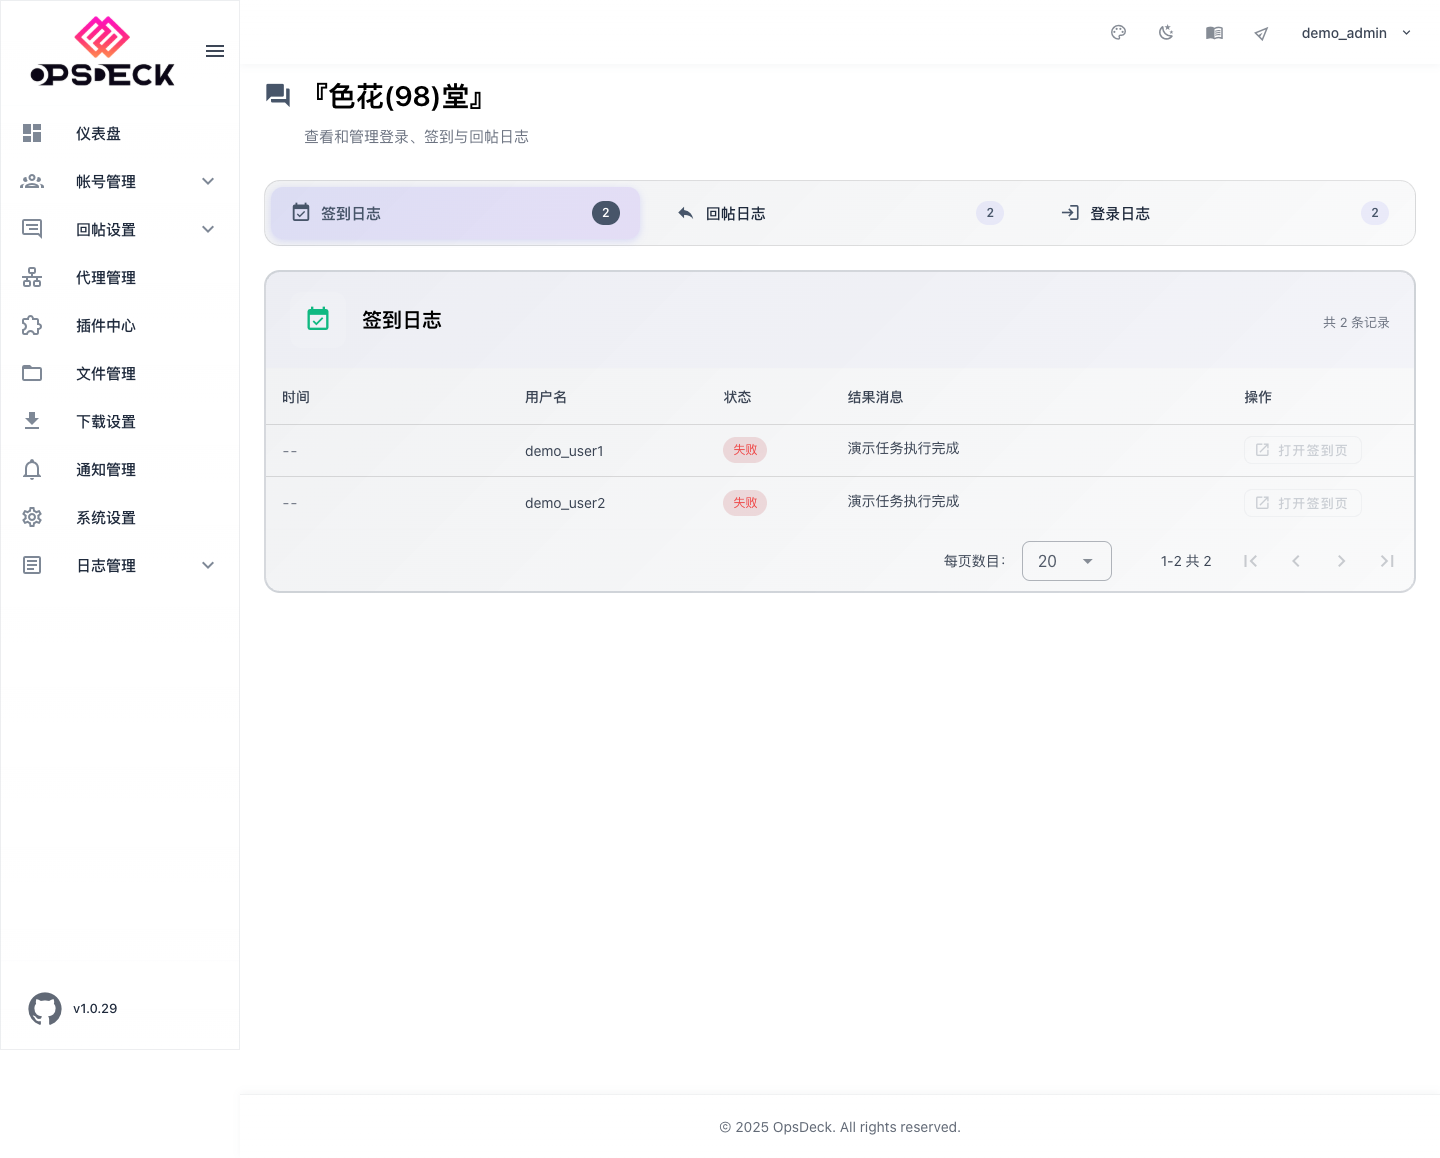 OPSDECK
demo_admin
仪表盘
帐号管理
回帖设置
代理管理
插件中心
文件管理
下载设置
通知管理
系统设置
日志管理
v1.0.29
『色花(98)堂』
查看和管理登录、签到与回帖日志
签到日志 2 回帖日志 2 登录日志 2
签到日志 共 2 条记录
时间 用户名 状态 结果消息 操作
-- demo_user1 失败 演示任务执行完成 打开签到页
-- demo_user2 失败 演示任务执行完成 打开签到页
每页数目： 20 1-2 共 2
© 2025 OpsDeck. All rights reserved.